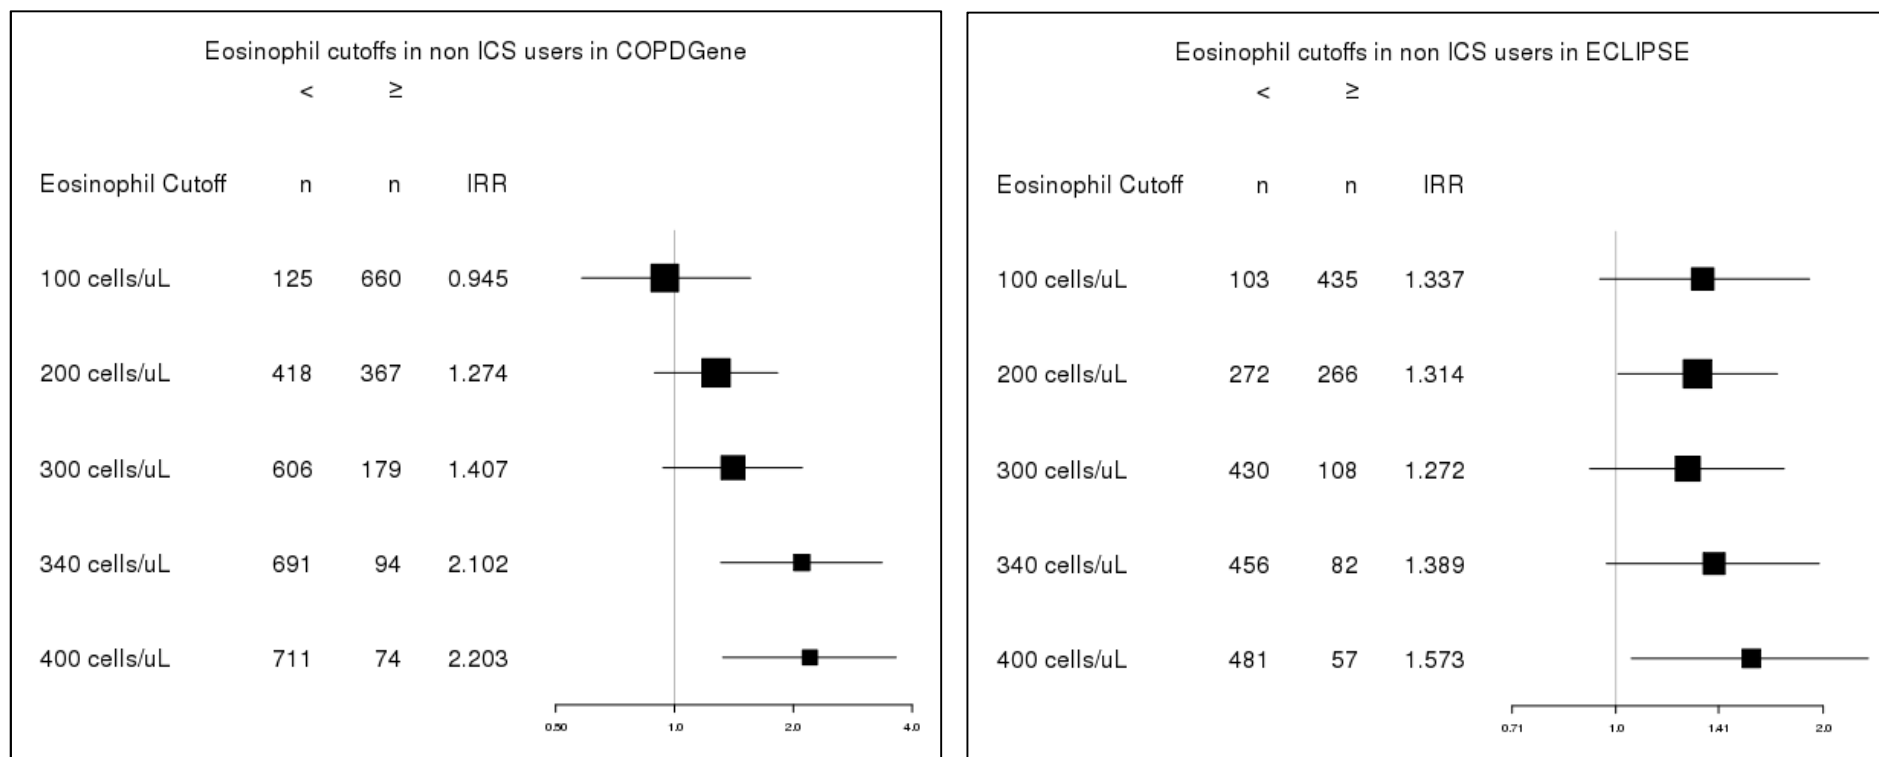 Eosinophil cutoffs in non ICS users in COPDGene
< ≥
Eosinophil Cutoff n n IRR
100 cells/uL 125 660 0.945
200 cells/uL 418 367 1.274
300 cells/uL 606 179 1.407
340 cells/uL 691 94 2.102
400 cells/uL 711 74 2.203
0.50 1.0 2.0 4.0
Eosinophil cutoffs in non ICS users in ECLIPSE
< ≥
Eosinophil Cutoff n n IRR
100 cells/uL 103 435 1.337
200 cells/uL 272 266 1.314
300 cells/uL 430 108 1.272
340 cells/uL 456 82 1.389
400 cells/uL 481 57 1.573
0.71 1.0 1.41 2.0